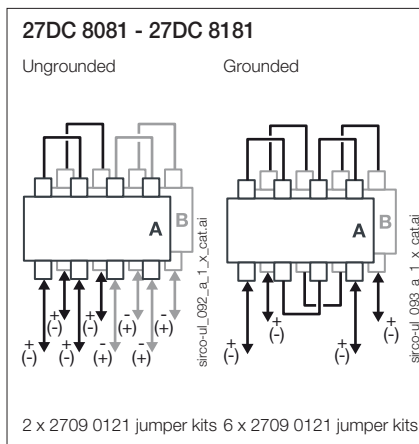 27DC 8081 - 27DC 8181
Ungrounded Grounded
A B
A B
sirco-ul_092_a_1_x_cat.ai
sirco-ul_093_a_1_x_cat.ai
+ + + + - - - -
(-) (-) (-) (-) (+) (+) (+) (+)
+ + + +
(-) (-) (-) (-)
2 x 2709 0121 jumper kits 6 x 2709 0121 jumper kits